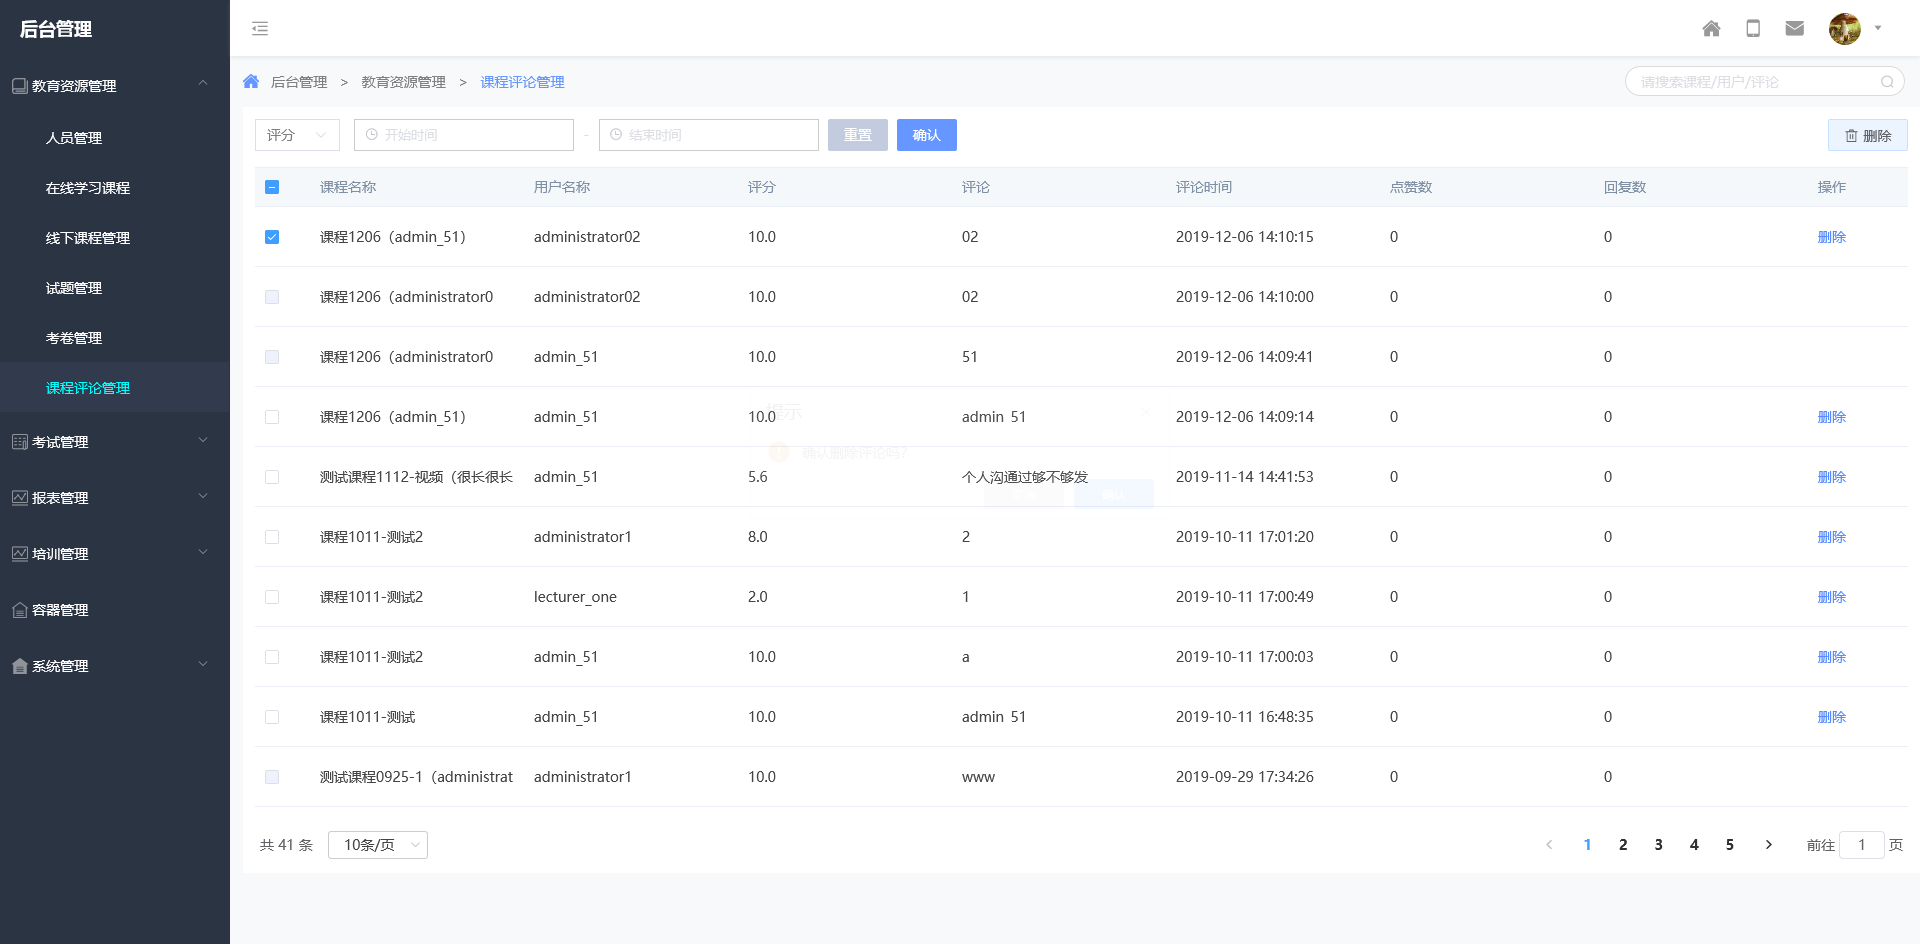 后台管理
教育资源管理
人员管理
在线学习课程
线下课程管理
试题管理
考卷管理
课程评论管理
考试管理
报表管理
培训管理
容器管理
系统管理
后台管理 > 教育资源管理 > 课程评论管理
请搜索课程/用户/评论
评分 开始时间 - 结束时间 重置 确认 删除
课程名称 用户名称 评分 评论 评论时间 点赞数 回复数 操作
课程1206（admin_51） administrator02 10.0 02 2019-12-06 14:10:15 0 0 删除
课程1206（administrator0 administrator02 10.0 02 2019-12-06 14:10:00 0 0
课程1206（administrator0 admin_51 10.0 51 2019-12-06 14:09:41 0 0
课程1206（admin_51） admin_51 10.0 admin 51 2019-12-06 14:09:14 0 0 删除
提示
确认删除评论吗?
测试课程1112-视频（很长很长 admin_51 5.6 个人沟通过够不够发 2019-11-14 14:41:53 0 0 删除
课程1011-测试2 administrator1 8.0 2 2019-10-11 17:01:20 0 0 删除
课程1011-测试2 lecturer_one 2.0 1 2019-10-11 17:00:49 0 0 删除
课程1011-测试2 admin_51 10.0 a 2019-10-11 17:00:03 0 0 删除
课程1011-测试 admin_51 10.0 admin 51 2019-10-11 16:48:35 0 0 删除
测试课程0925-1（administrat administrator1 10.0 www 2019-09-29 17:34:26 0 0
共 41 条 10条/页 1 2 3 4 5 前往 1 页